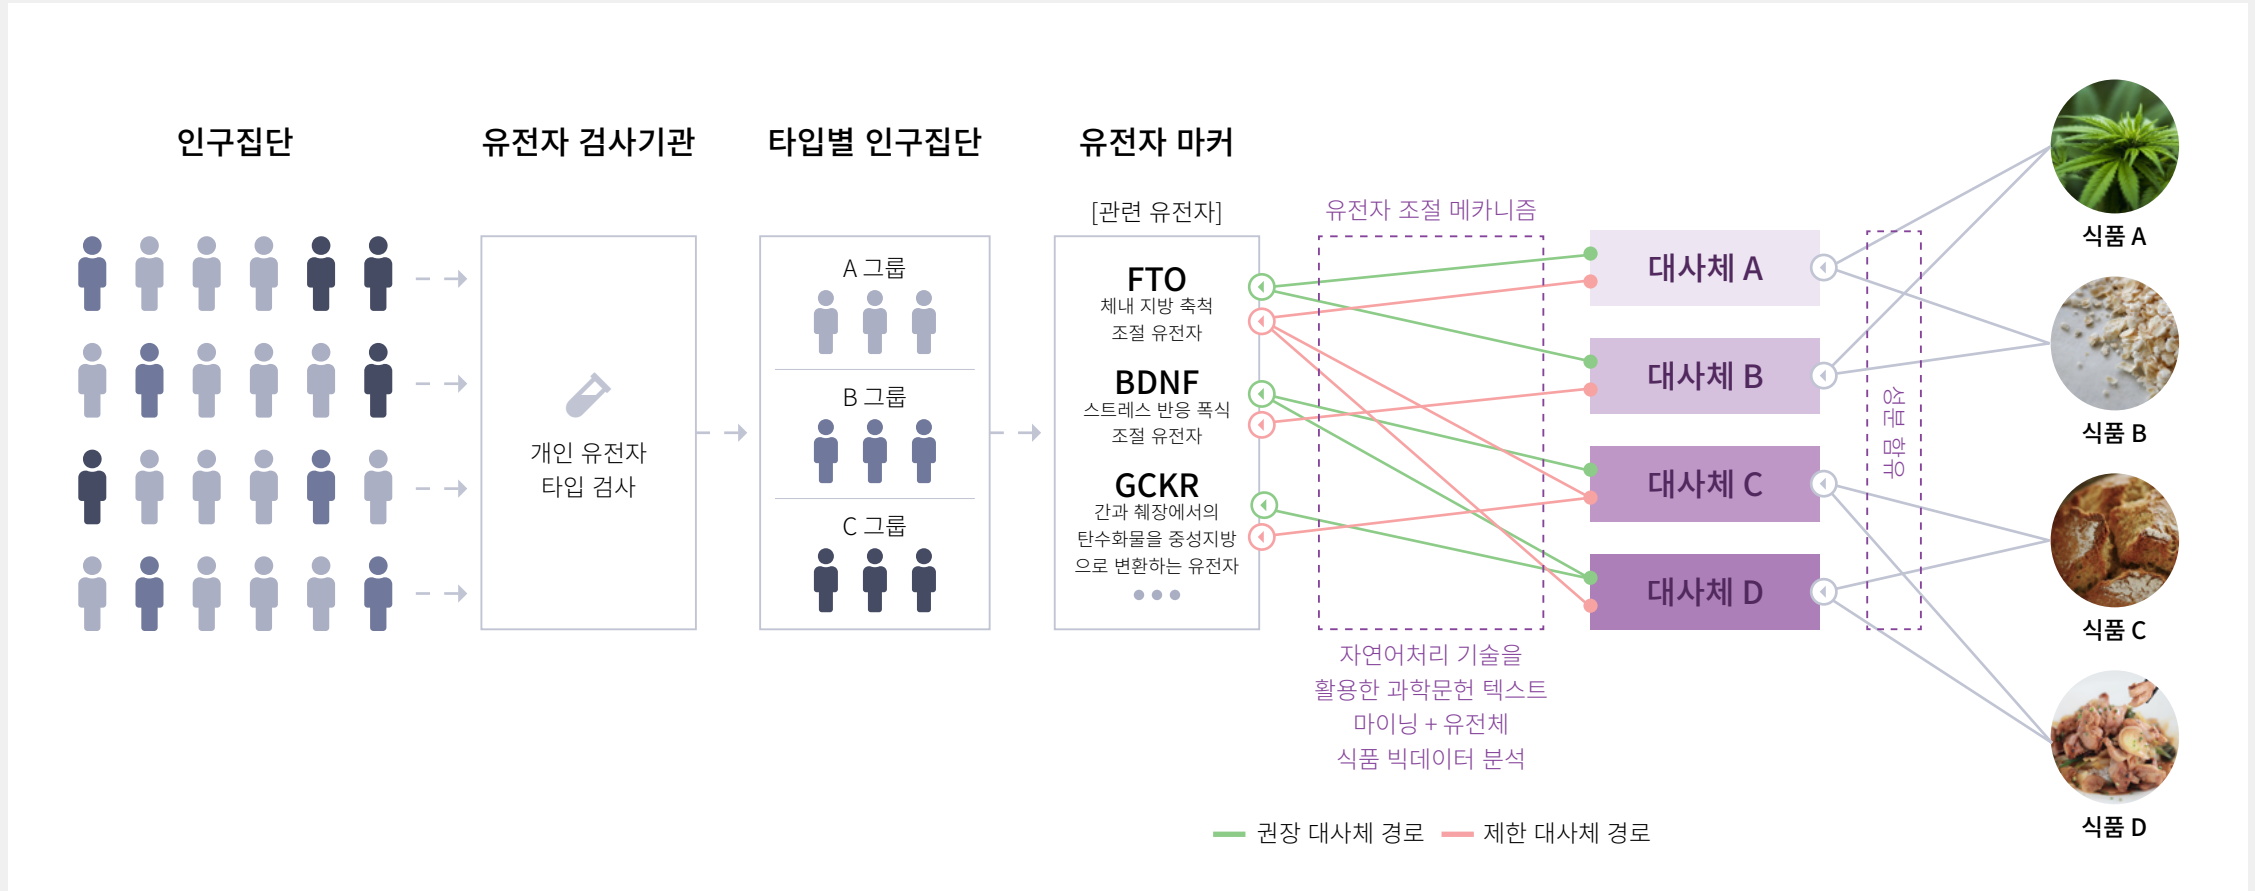 인구집단
유전자 검사기관
타입별 인구집단
유전자 마커
개인 유전자
타입 검사
A 그룹
B 그룹
C 그룹
[관련 유전자]
FTO
체내 지방 축척
조절 유전자
BDNF
스트레스 반응 폭식
조절 유전자
GCKR
간과 췌장에서의
탄수화물을 중성지방
으로 변환하는 유전자
유전자 조절 메카니즘
자연어처리 기술을
활용한 과학문헌 텍스트
마이닝 + 유전체
식품 빅데이터 분석
대사체 A
대사체 B
대사체 C
대사체 D
성분 함유
식품 A
식품 B
식품 C
식품 D
권장 대사체 경로
제한 대사체 경로